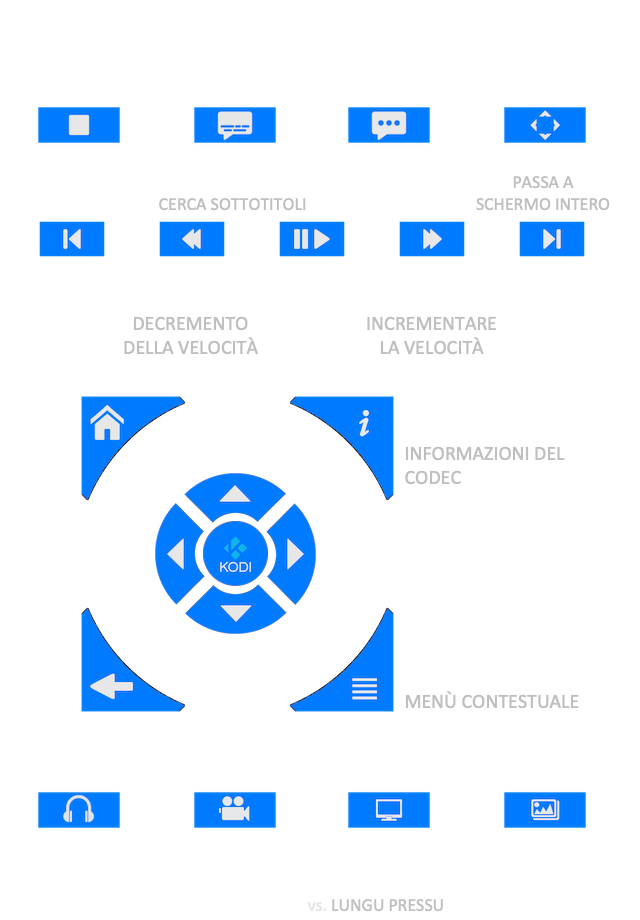 PASSA A
CERCA SOTTOTITOLI
SCHERMO INTERO
DECREMENTO
DELLA VELOCITÀ
INCREMENTARE
LA VELOCITÀ
i
INFORMAZIONI DEL
CODEC
KODI
MENÙ CONTESTUALE
vs. LUNGU PRESSU